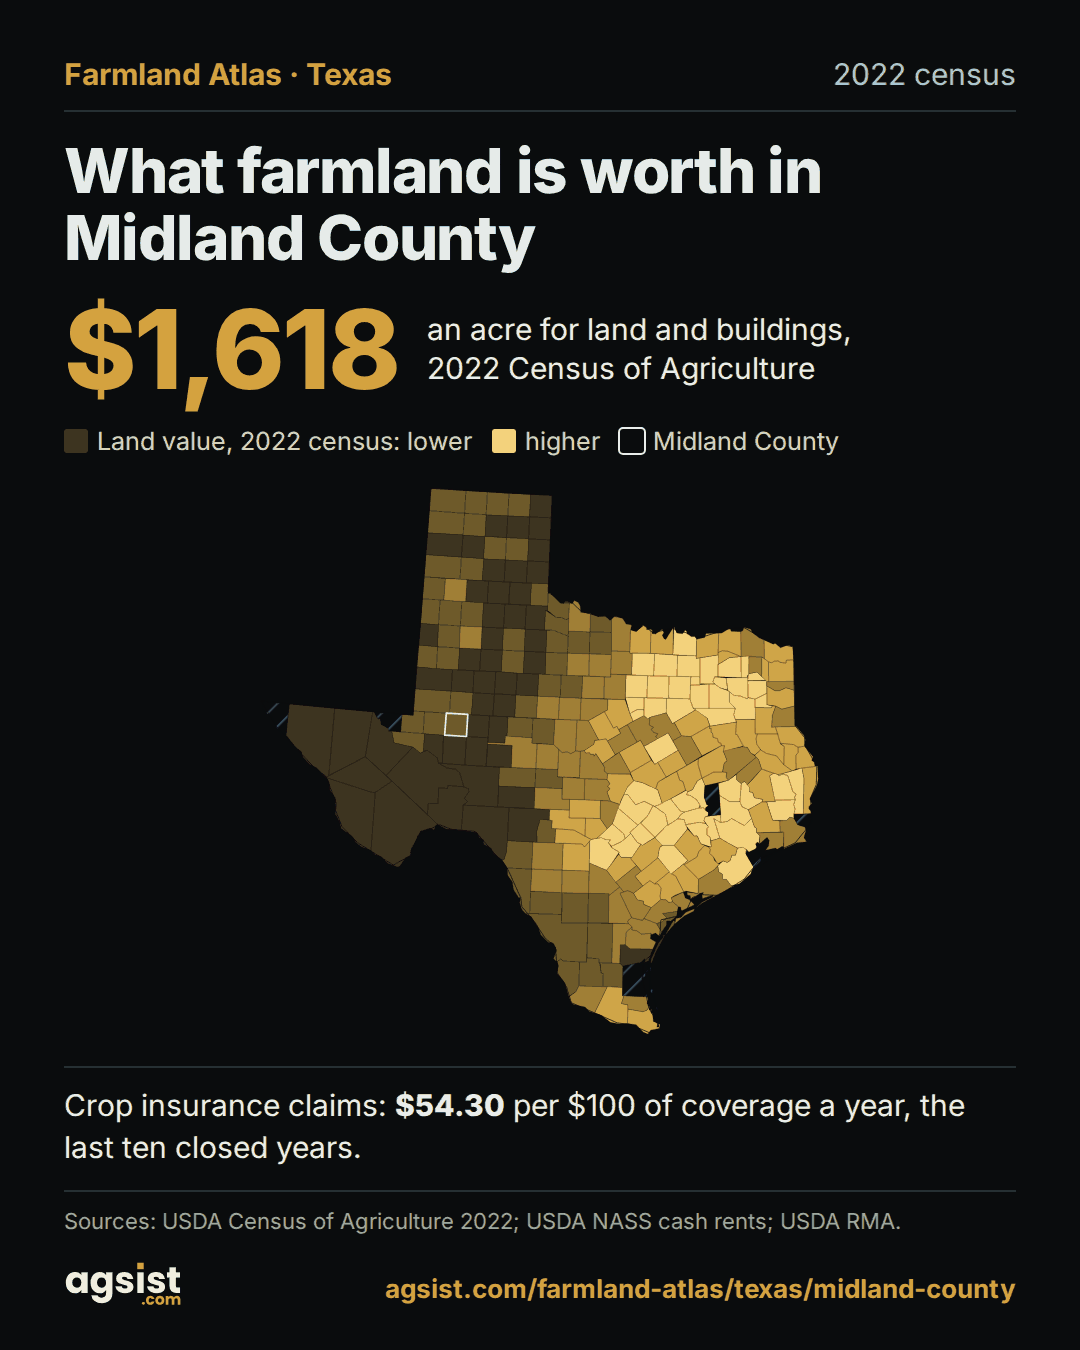 Farmland Atlas · Texas
2022 census
What farmland is worth in
Midland County
$1,618
an acre for land and buildings,
2022 Census of Agriculture
Land value, 2022 census: lower
higher
Midland County
Crop insurance claims: $54.30 per $100 of coverage a year, the
last ten closed years.
Sources: USDA Census of Agriculture 2022; USDA NASS cash rents; USDA RMA.
agsist
.com
agsist.com/farmland-atlas/texas/midland-county